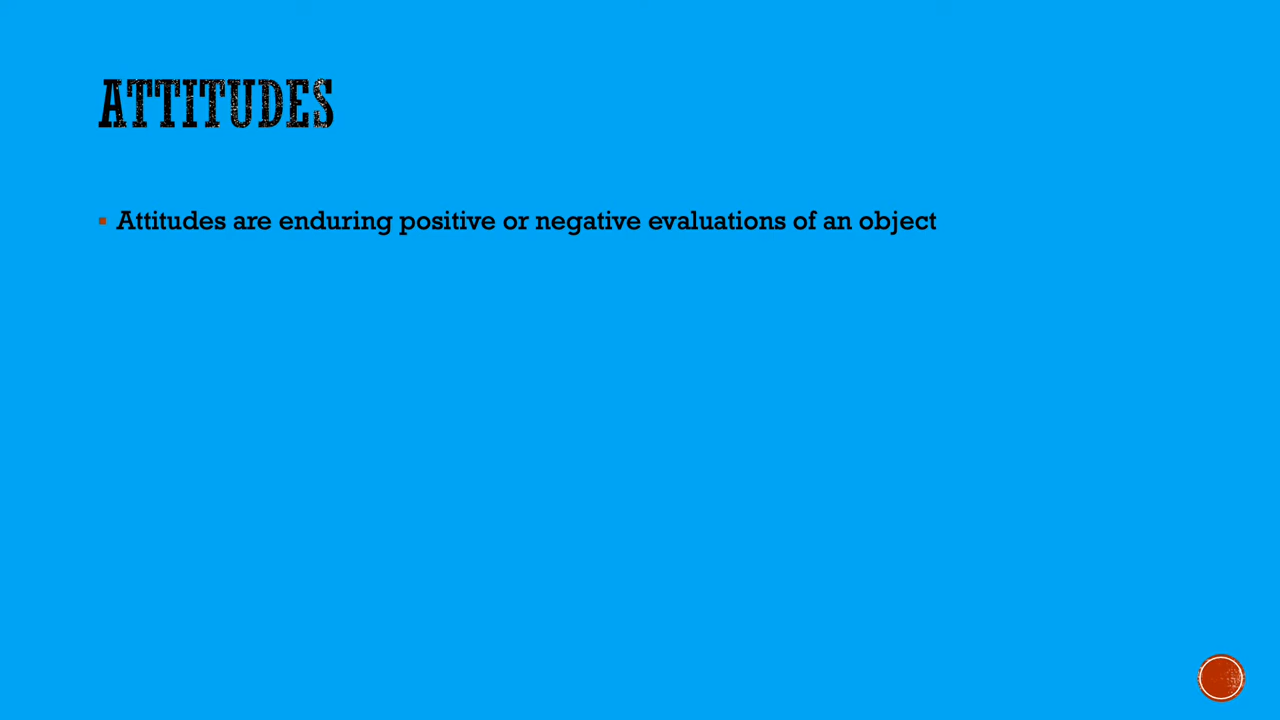 ATTITUDES
Attitudes are enduring positive or negative evaluations of an object